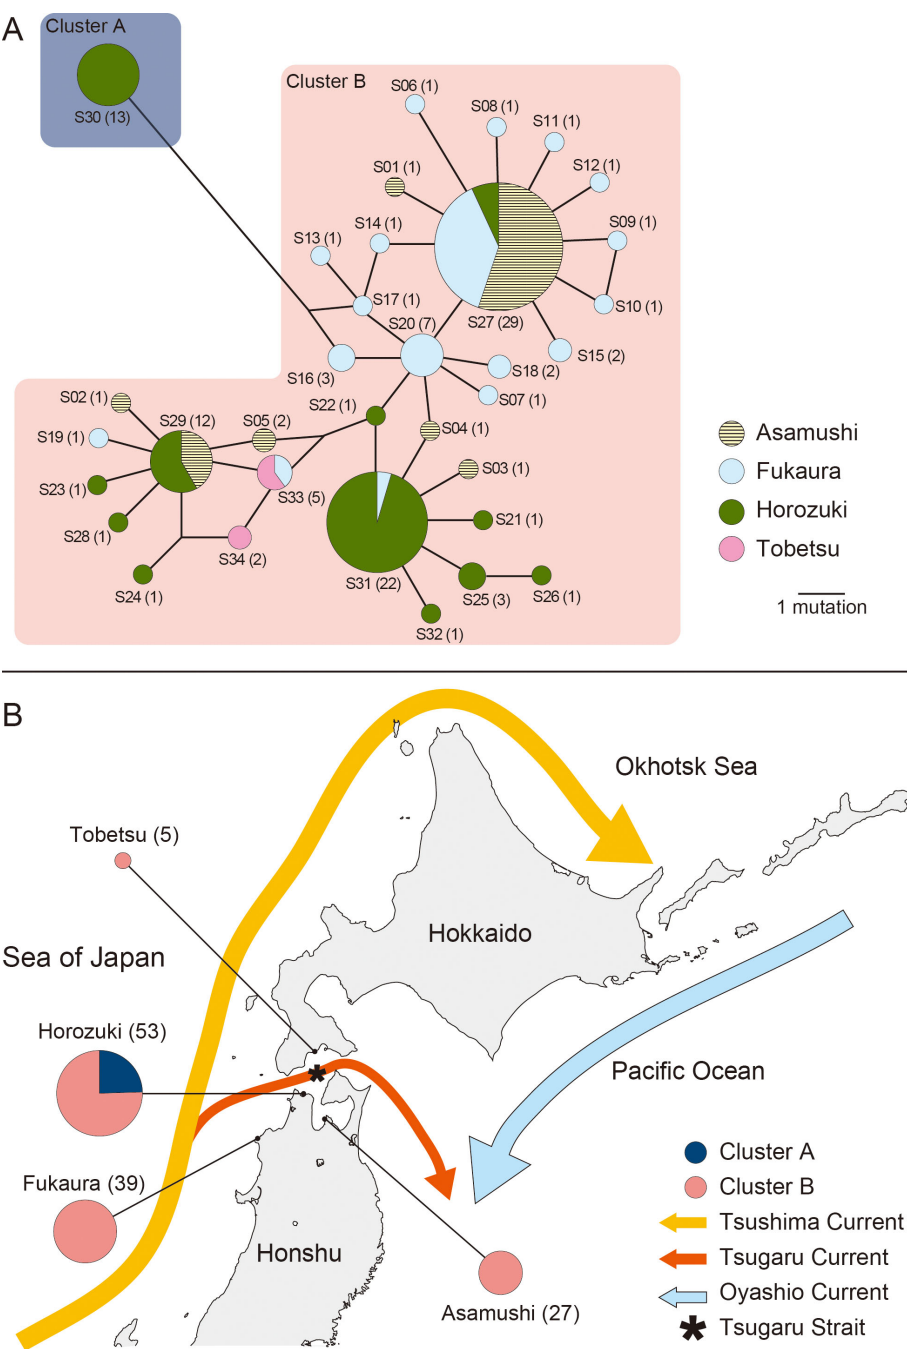 A
Cluster A
S30 (13)
Cluster B
S06 (1)
S08 (1)
S11 (1)
S12 (1)
S01 (1)
S14 (1)
S09 (1)
S13 (1)
S17 (1)
S10 (1)
S20 (7)
S27 (29)
S15 (2)
S16 (3)
S18 (2)
S07 (1)
S22 (1)
S02 (1)
S29 (12)
S05 (2)
S04 (1)
S19 (1)
S03 (1)
S23 (1)
S33 (5)
S28 (1)
S21 (1)
S34 (2)
S31 (22)
S24 (1)
S25 (3)
S26 (1)
S32 (1)
Asamushi
Fukaura
Horozuki
Tobetsu
1 mutation
B
Okhotsk Sea
Tobetsu (5)
Hokkaido
Sea of Japan
Horozuki (53)
Pacific Ocean
*
Fukaura (39)
Honshu
Asamushi (27)
Cluster A
Cluster B
Tsushima Current
Tsugaru Current
Oyashio Current
* Tsugaru Strait